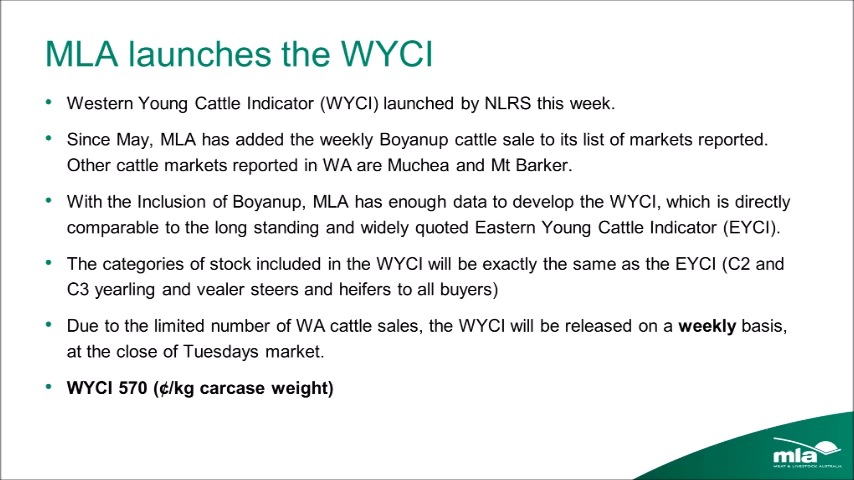 MLA launches the WYCI
• Western Young Cattle Indicator (WYCI) launched by NLRS this week.
• Since May, MLA has added the weekly Boyanup cattle sale to its list of markets reported.
Other cattle markets reported in WA are Muchea and Mt Barker.
• With the Inclusion of Boyanup, MLA has enough data to develop the WYCI, which is directly
comparable to the long standing and widely quoted Eastern Young Cattle Indicator (EYCI).
• The categories of stock included in the WYCI will be exactly the same as the EYCI (C2 and
C3 yearling and vealer steers and heifers to all buyers)
• Due to the limited number of WA cattle sales, the WYCI will be released on a weekly basis,
at the close of Tuesdays market.
• WYCI 570 (¢/kg carcase weight)
mla
MEAT & LIVESTOCK AUSTRALIA